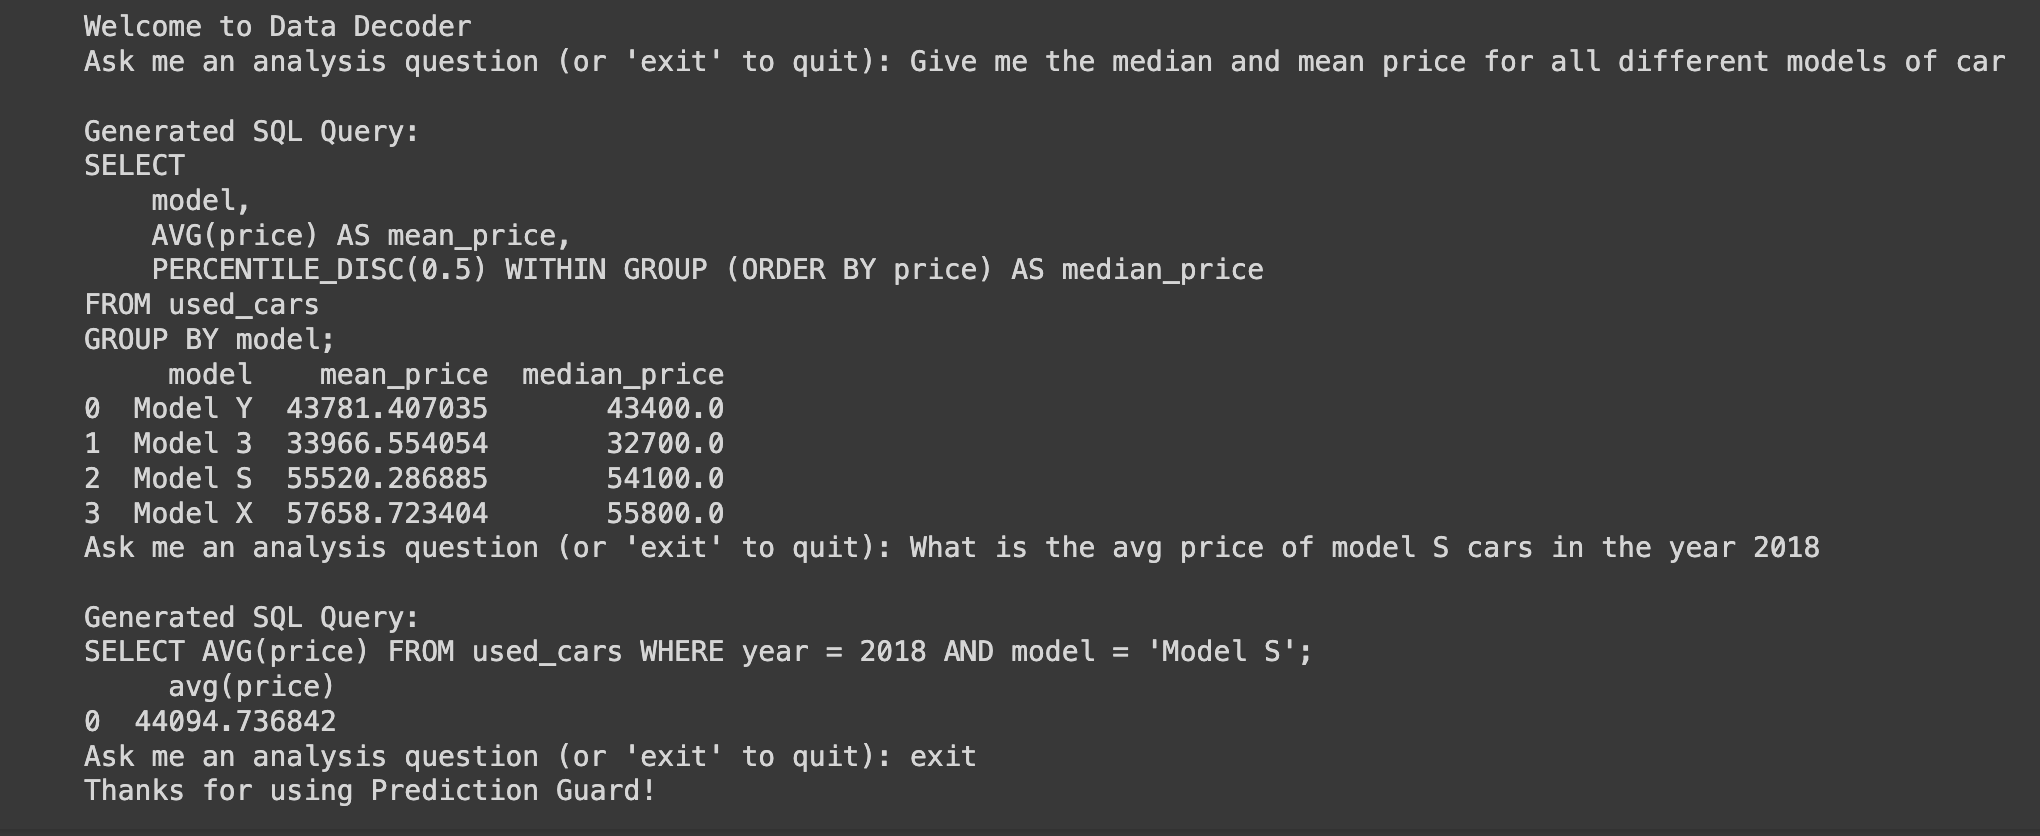 Welcome to Data Decoder
Ask me an analysis question (or 'exit' to quit): Give me the median and mean price for all different models of car

Generated SQL Query:
SELECT
    model,
    AVG(price) AS mean_price,
    PERCENTILE_DISC(0.5) WITHIN GROUP (ORDER BY price) AS median_price
FROM used_cars
GROUP BY model;
     model    mean_price  median_price
0  Model Y  43781.407035       43400.0
1  Model 3  33966.554054       32700.0
2  Model S  55520.286885       54100.0
3  Model X  57658.723404       55800.0
Ask me an analysis question (or 'exit' to quit): What is the avg price of model S cars in the year 2018

Generated SQL Query:
SELECT AVG(price) FROM used_cars WHERE year = 2018 AND model = 'Model S';
     avg(price)
0  44094.736842
Ask me an analysis question (or 'exit' to quit): exit
Thanks for using Prediction Guard!